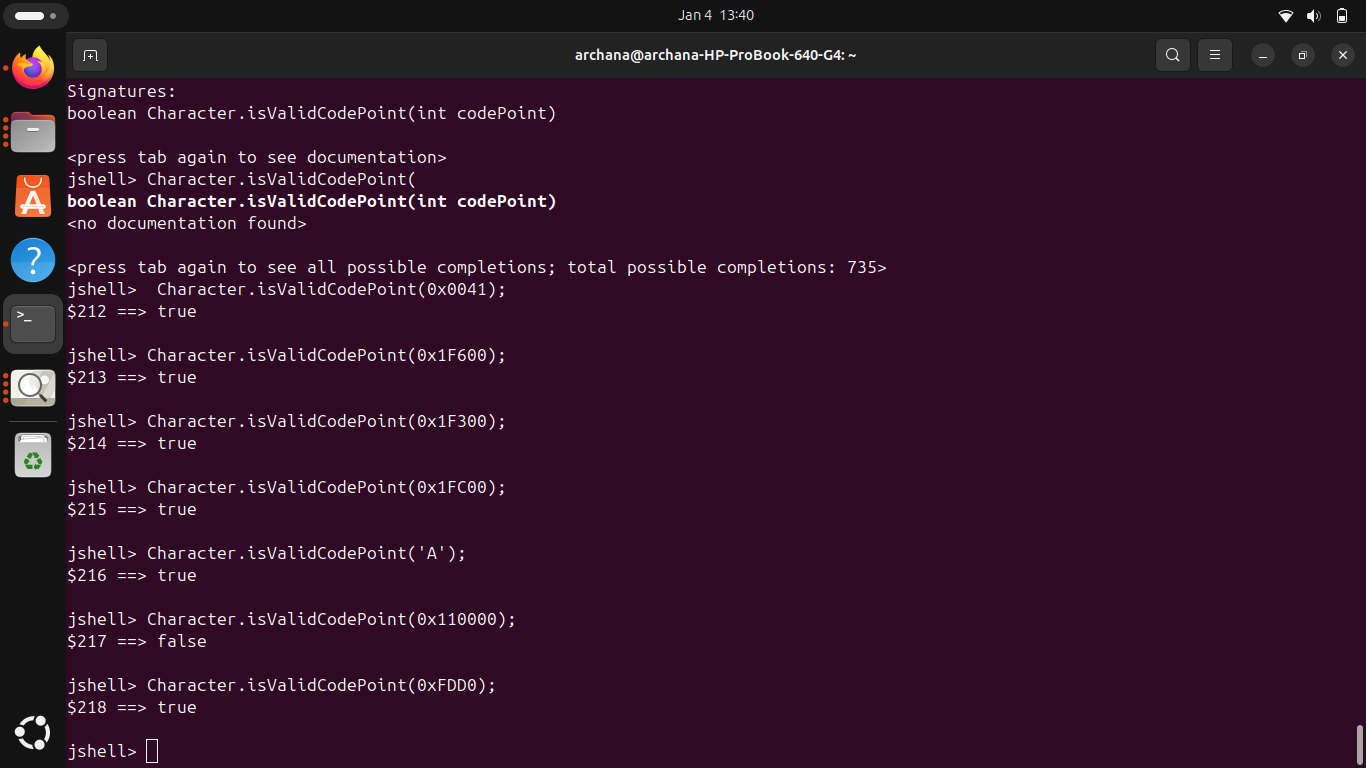 Jan 4 13:40
archana@archana-HP-ProBook-640-G4: ~
Signatures:
boolean Character.isValidCodePoint(int codePoint)
<press tab again to see documentation>
jshell> Character.isValidCodePoint(
boolean Character.isValidCodePoint(int codePoint)
<no documentation found>
<press tab again to see all possible completions; total possible completions: 735>
jshell>  Character.isValidCodePoint(0x0041);
$212 ==> true
jshell> Character.isValidCodePoint(0x1F600);
$213 ==> true
jshell> Character.isValidCodePoint(0x1F300);
$214 ==> true
jshell> Character.isValidCodePoint(0x1FC00);
$215 ==> true
jshell> Character.isValidCodePoint('A');
$216 ==> true
jshell> Character.isValidCodePoint(0x110000);
$217 ==> false
jshell> Character.isValidCodePoint(0xFDD0);
$218 ==> true
jshell>